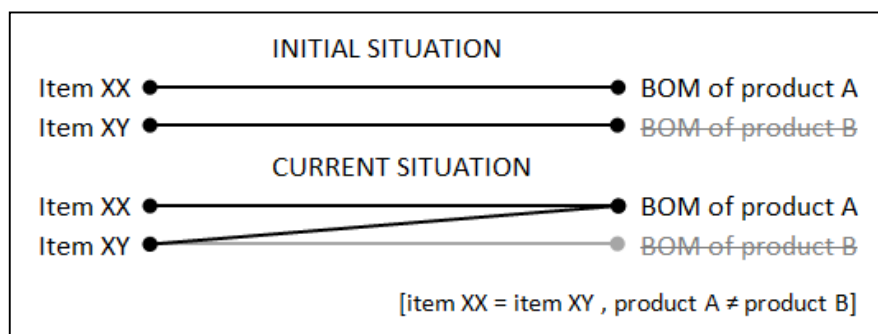 INITIAL SITUATION
Item XX BOM of product A
Item XY BOM of product B
CURRENT SITUATION
Item XX BOM of product A
Item XY BOM of product B
[item XX = item XY , product A ≠ product B]